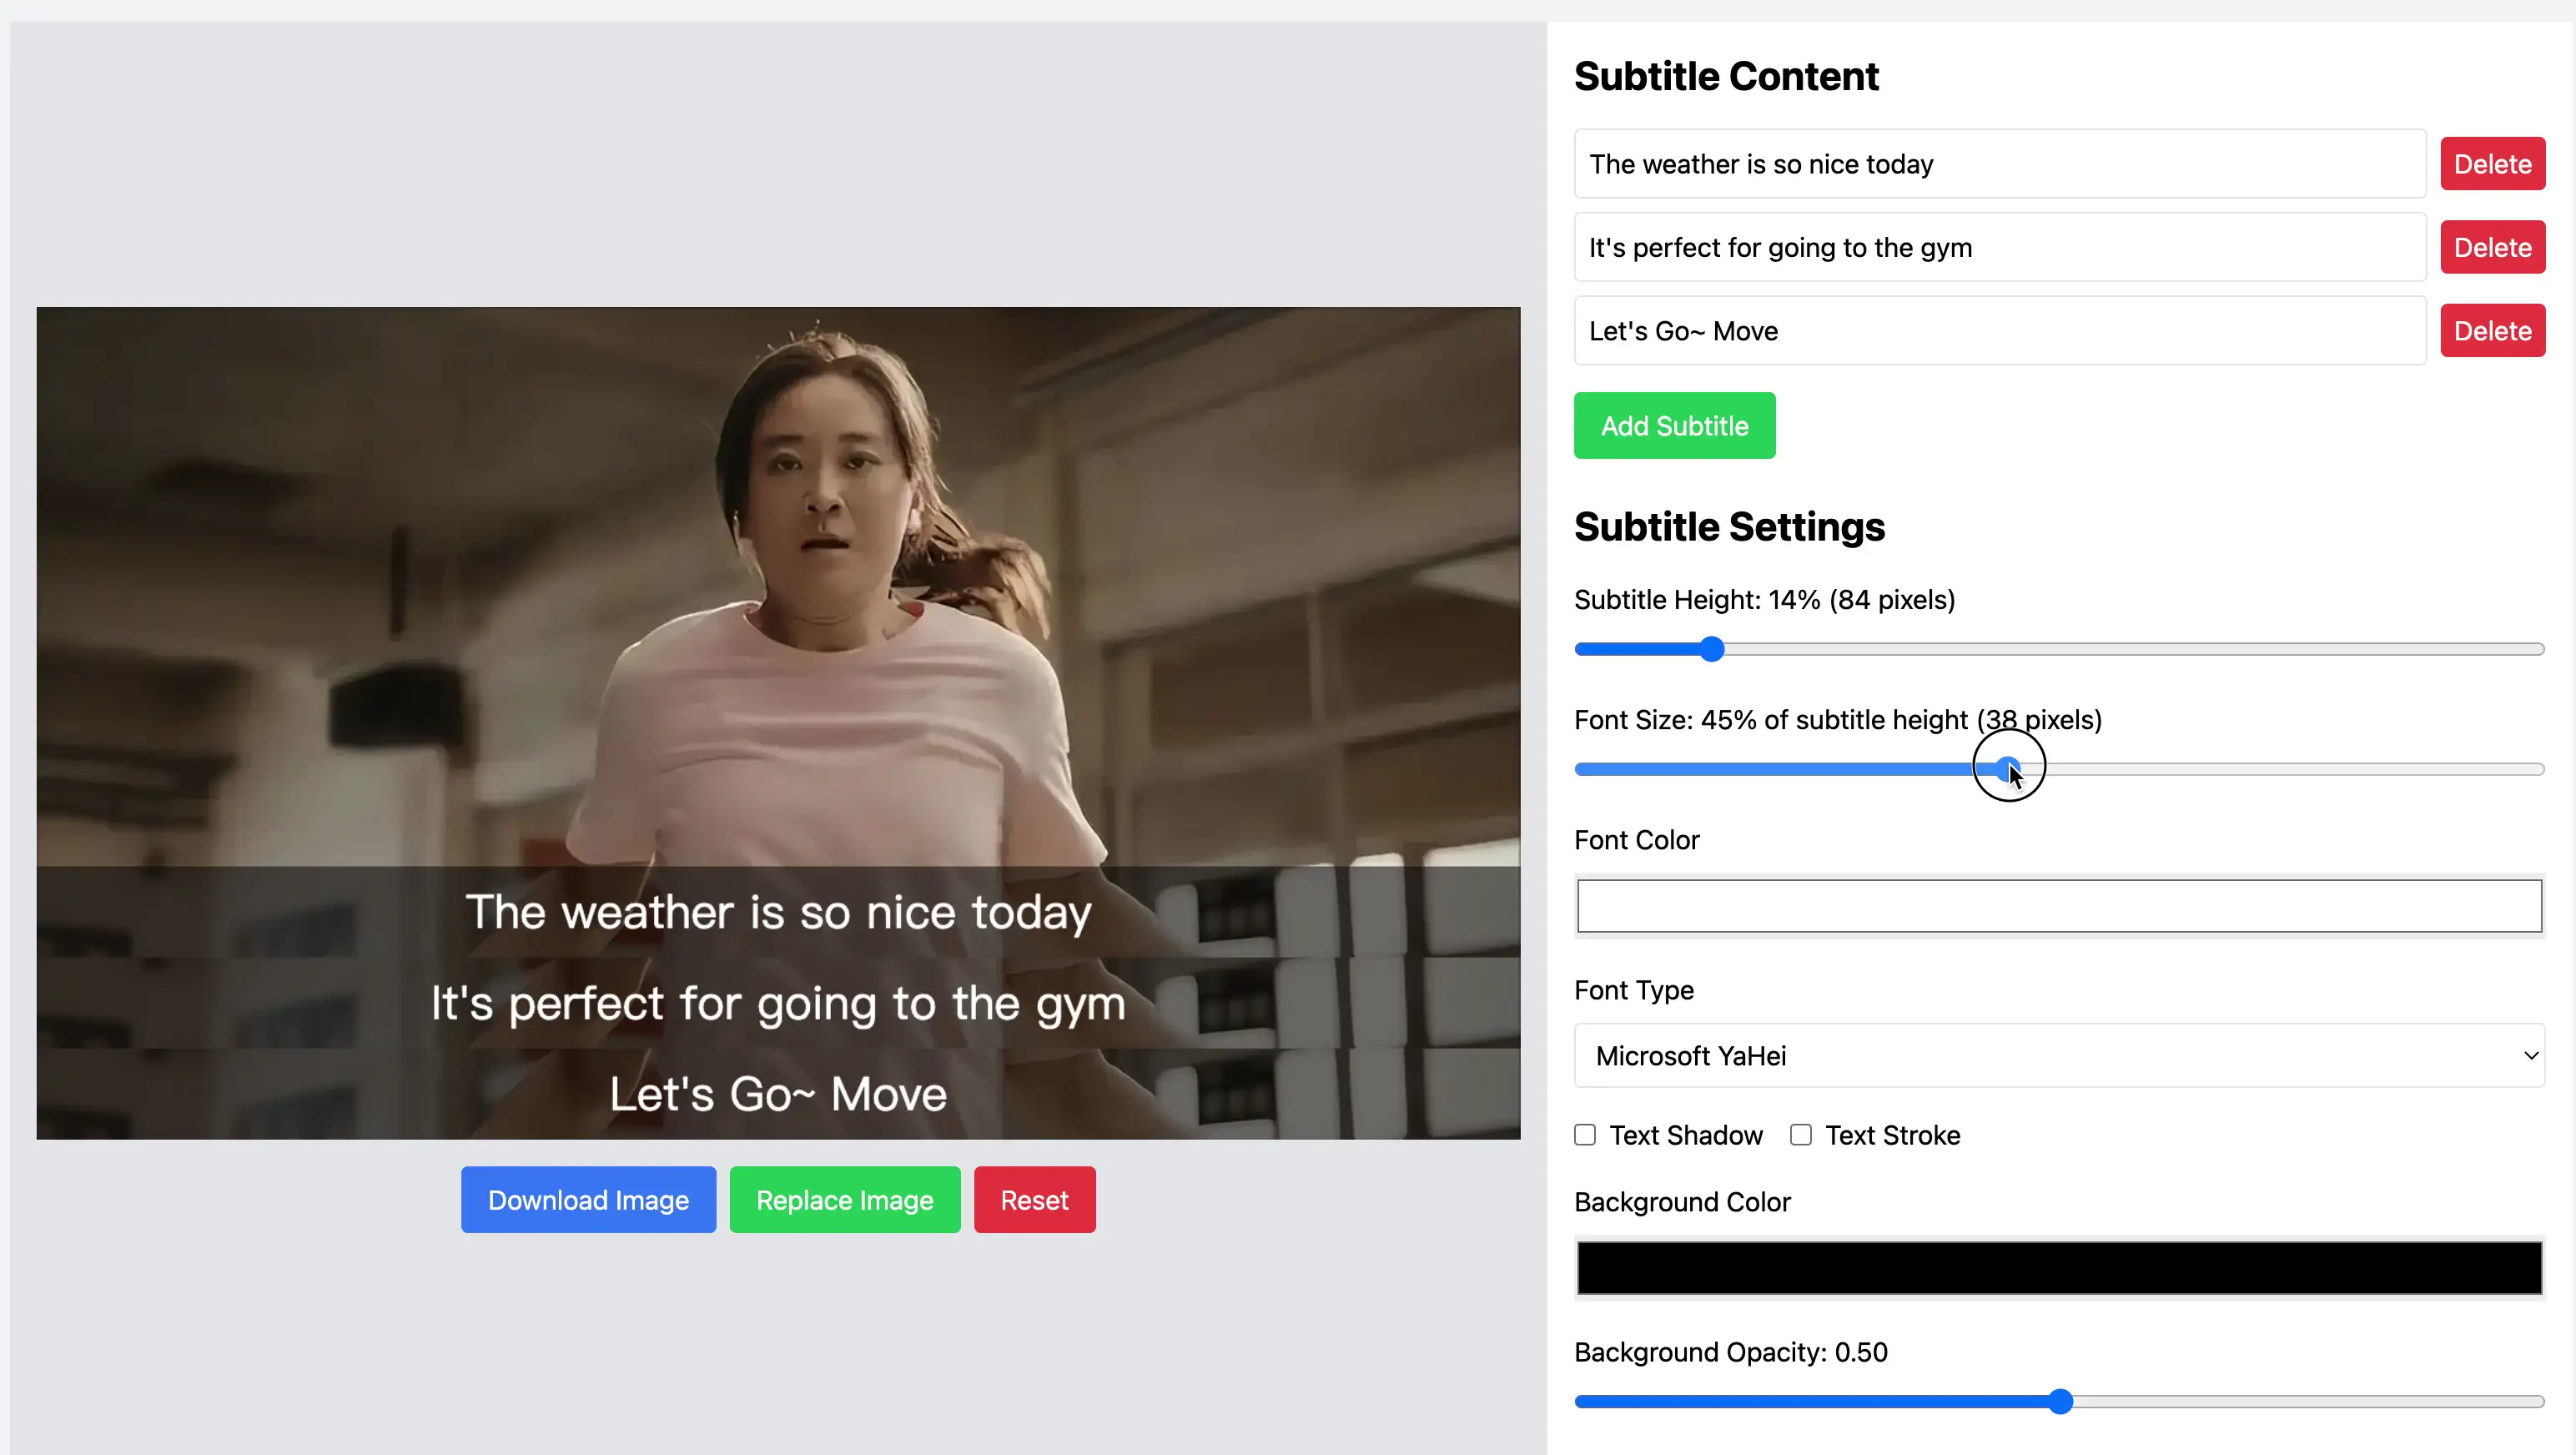 The weather is so nice today
It's perfect for going to the gym
Let's Go~ Move
Download Image
Replace Image
Reset
Subtitle Content
The weather is so nice today
Delete
It's perfect for going to the gym
Delete
Let's Go~ Move
Delete
Add Subtitle
Subtitle Settings
Subtitle Height: 14% (84 pixels)
Font Size: 45% of subtitle height (38 pixels)
Font Color
Font Type
Microsoft YaHei
Text Shadow
Text Stroke
Background Color
Background Opacity: 0.50